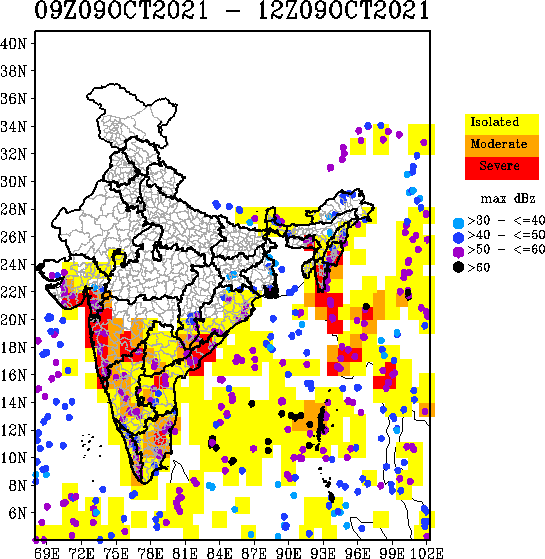 09Z09OCT2021 - 12Z09OCT2021
40N
38N
36N
34N
32N
30N
28N
26N
24N
22N
20N
18N
16N
14N
12N
10N
8N
6N
69E 72E 75E 78E 81E 84E 87E 90E 93E 96E 99E 102E
Isolated
Moderate
Severe
max dBz
>30 - <=40
>40 - <=50
>50 - <=60
>60